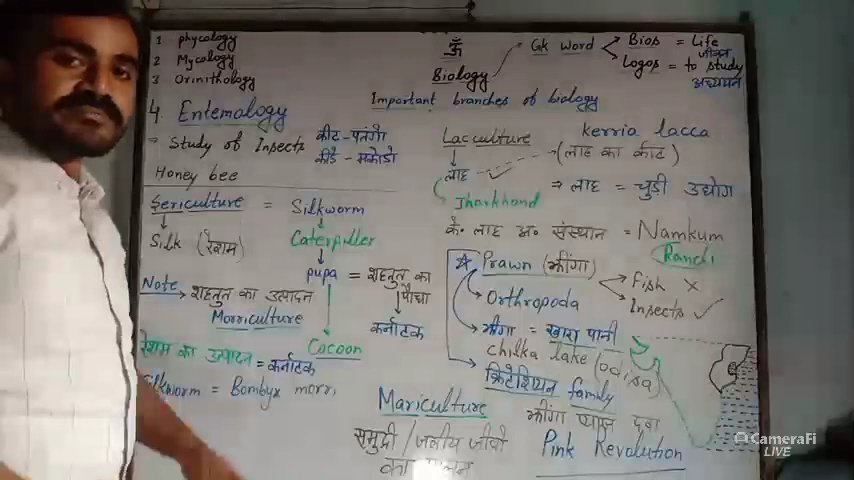 1 phycology
2 Mycology
3 Orinithology
4. Entemology
= Study of Insects कीट-पतंगो
कीडे - मकोडो
Honey bee
Sericulture = Silkworm
Silk (रेशम)
Caterpiller
pupa = शहतुत का
पौधा
कर्नाटक
Note → शहतुत का उत्पादन
Morriculture
Cocoon
रेशम का उत्पादन = कर्नाटक
Silkworm = Bombyx morri
ॐ
Biology
Gk Word
Bios = Life
जीवन
Logos = to study
अध्ययन
Important branches of biology
Lacculture
kerria lacca
लाह
(लाह का कीट)
Jharkhand
⇒ लाह = चुड़ी उद्योग
के. लाह अ. संस्थान = Namkum
Ranchi
Prawn (झींगा)
Fish ×
Insects ✓
Orthropoda
झींगा = खारा पानी
chilka lake (odisa)
क्रिटेशियन family
Mariculture
समुद्री / जलीय जीवो
का पालन
Pink Revolution
CameraFi
LIVE